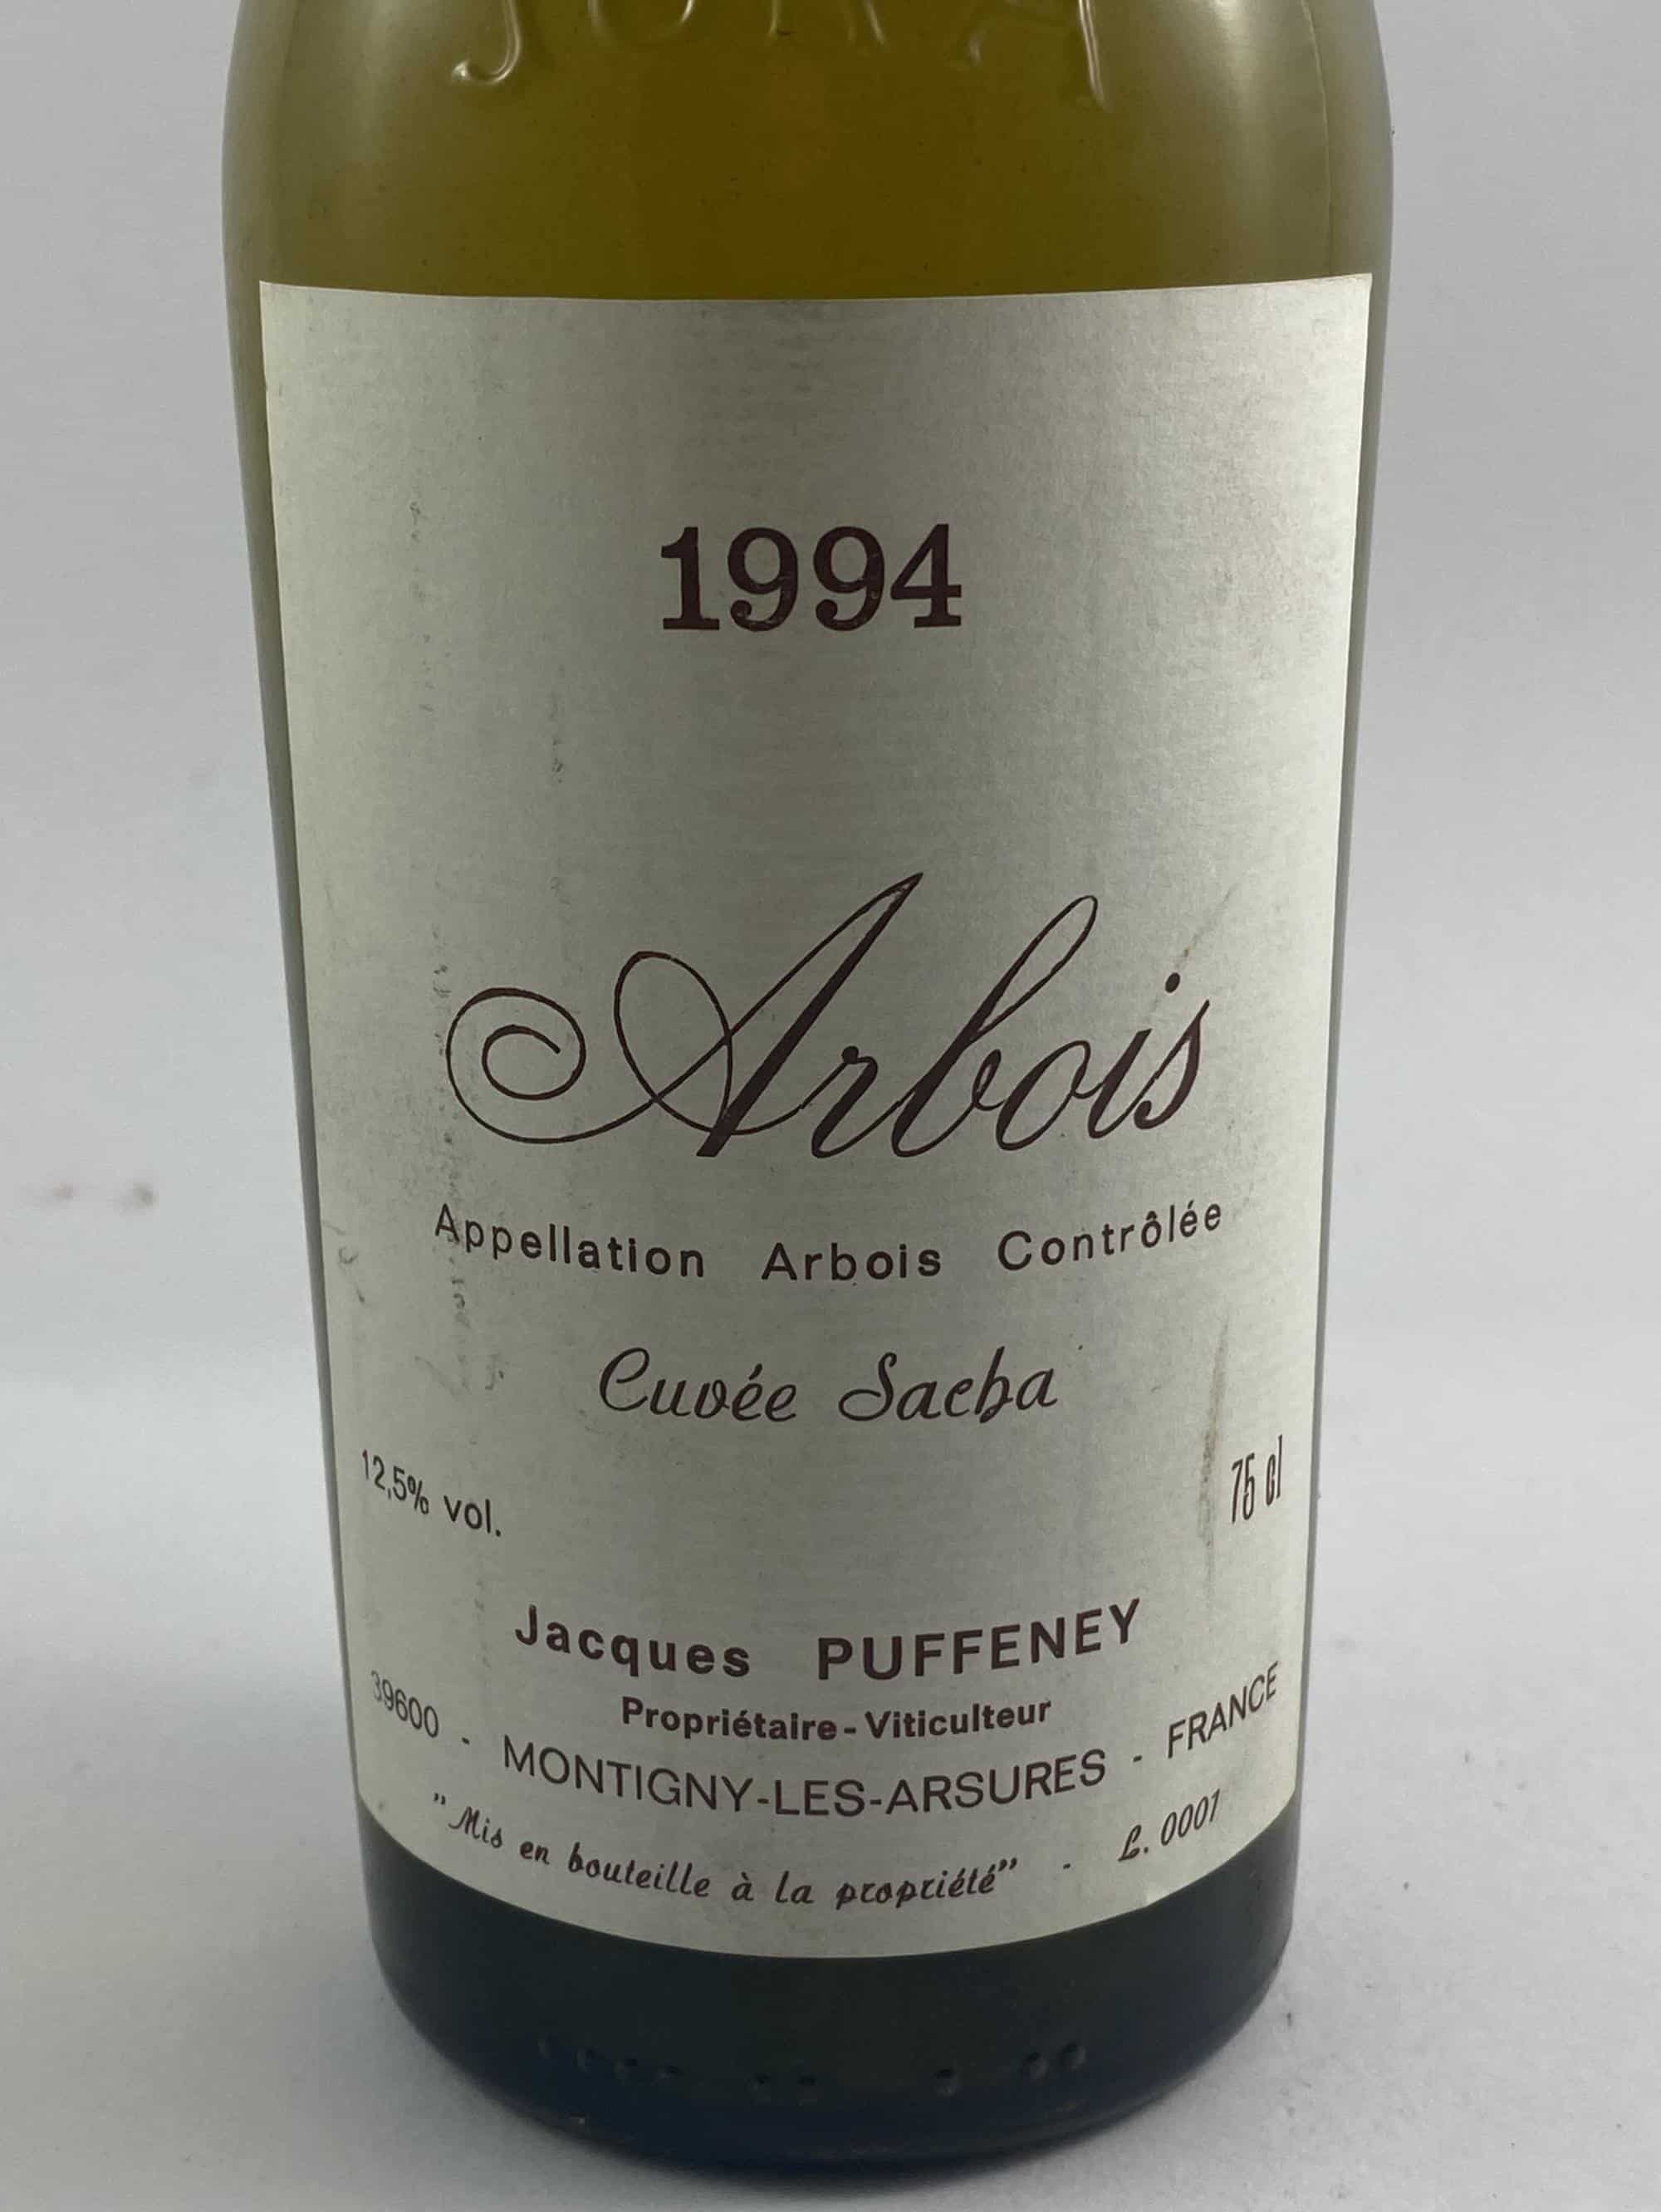 JURA
1994
Arbois
Appellation Arbois Contrôlée
Cuvée Sacha
12,5% vol.
75 cl
Jacques PUFFENEY
Propriétaire-Viticulteur
39600 - MONTIGNY-LES-ARSURES - FRANCE
"Mis en bouteille à la propriété" - L. 0001